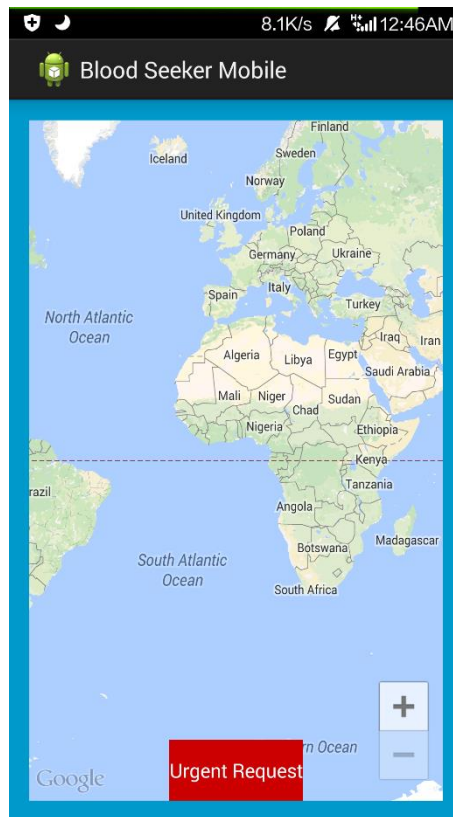 8.1K/s
12:46AM
Blood Seeker Mobile
Finland
Iceland
Sweden
Norway
United Kingdom
Poland
Germany
Ukraine
Italy
Spain
Turkey
North Atlantic
Ocean
Iraq
Iran
Algeria
Libya
Egypt
Saudi Arabia
Mali
Niger
Chad
Sudan
Nigeria
Ethiopia
Kenya
razil
Tanzania
Angola
Botswana
Madagascar
South Atlantic
Ocean
South Africa
+
−
rn Ocean
Urgent Request
Google